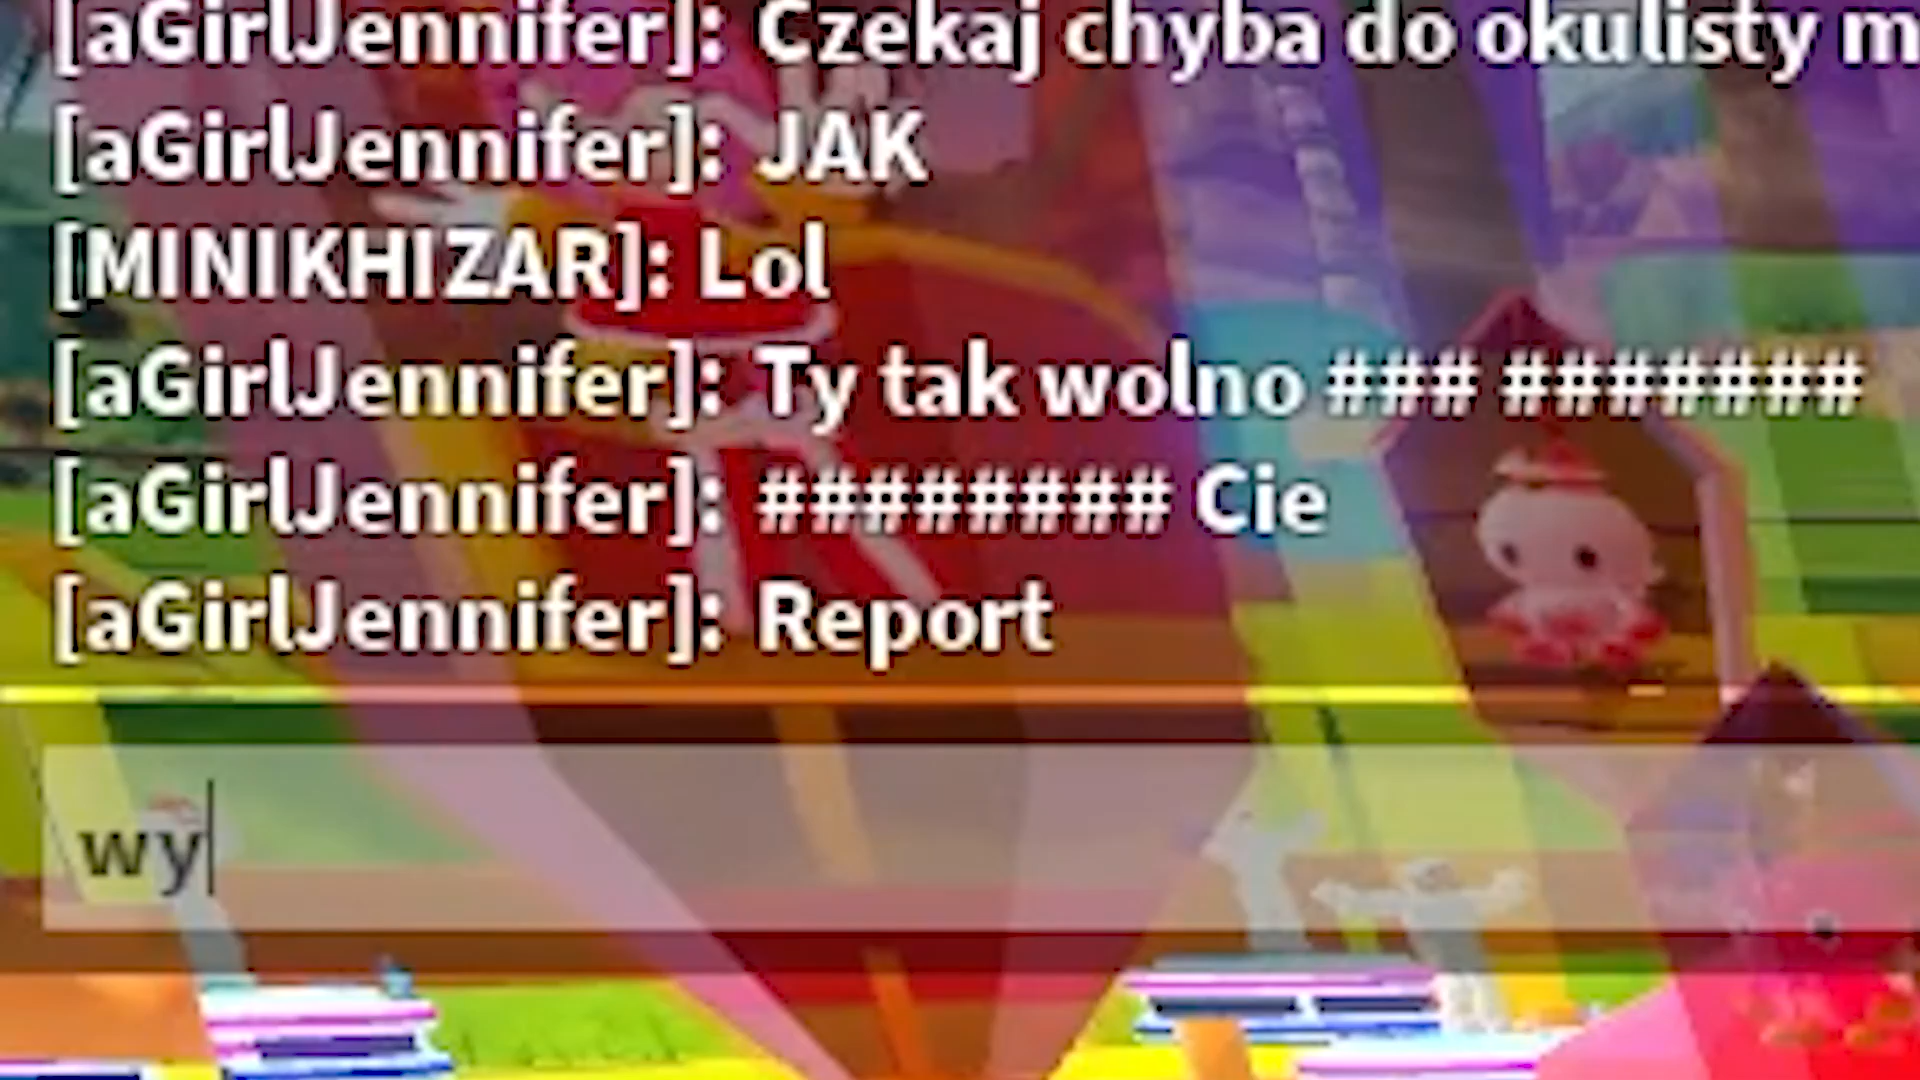 [aGirlJennifer]: Czekaj chyba do okulisty m
[aGirlJennifer]: JAK
[MINIKHIZAR]: Lol
[aGirlJennifer]: Ty tak wolno ### #######
[aGirlJennifer]: ######## Cie
[aGirlJennifer]: Report
wy